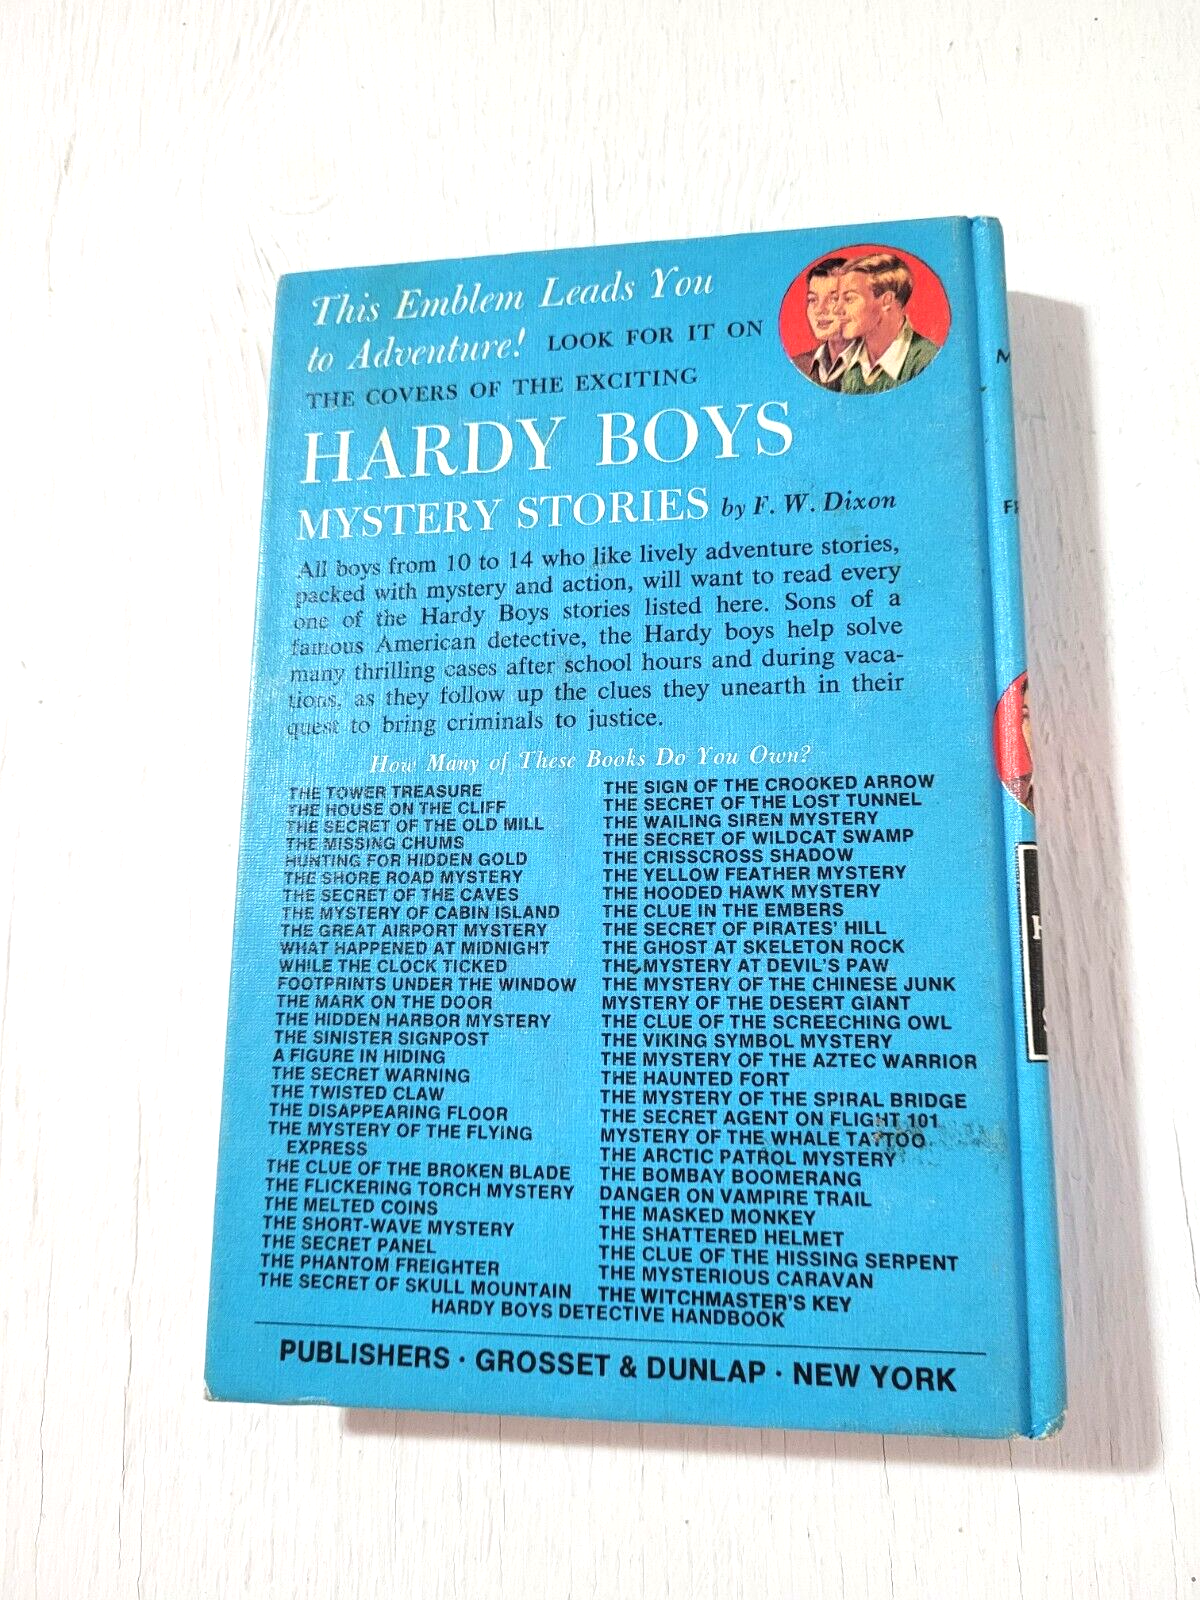 This Emblem Leads You
to Adventure! LOOK FOR IT ON
THE COVERS OF THE EXCITING
HARDY BOYS
MYSTERY STORIES by F. W. Dixon
All boys from 10 to 14 who like lively adventure stories,
packed with mystery and action, will want to read every
one of the Hardy Boys stories listed here. Sons of a
famous American detective, the Hardy boys help solve
many thrilling cases after school hours and during vaca-
tions, as they follow up the clues they unearth in their
quest to bring criminals to justice.
How Many of These Books Do You Own?
THE TOWER TREASURE
THE HOUSE ON THE CLIFF
THE SECRET OF THE OLD MILL
THE MISSING CHUMS
HUNTING FOR HIDDEN GOLD
THE SHORE ROAD MYSTERY
THE SECRET OF THE CAVES
THE MYSTERY OF CABIN ISLAND
THE GREAT AIRPORT MYSTERY
WHAT HAPPENED AT MIDNIGHT
WHILE THE CLOCK TICKED
FOOTPRINTS UNDER THE WINDOW
THE MARK ON THE DOOR
THE HIDDEN HARBOR MYSTERY
THE SINISTER SIGNPOST
A FIGURE IN HIDING
THE SECRET WARNING
THE TWISTED CLAW
THE DISAPPEARING FLOOR
THE MYSTERY OF THE FLYING
EXPRESS
THE CLUE OF THE BROKEN BLADE
THE FLICKERING TORCH MYSTERY
THE MELTED COINS
THE SHORT-WAVE MYSTERY
THE SECRET PANEL
THE PHANTOM FREIGHTER
THE SECRET OF SKULL MOUNTAIN
THE SIGN OF THE CROOKED ARROW
THE SECRET OF THE LOST TUNNEL
THE WAILING SIREN MYSTERY
THE SECRET OF WILDCAT SWAMP
THE CRISSCROSS SHADOW
THE YELLOW FEATHER MYSTERY
THE HOODED HAWK MYSTERY
THE CLUE IN THE EMBERS
THE SECRET OF PIRATES' HILL
THE GHOST AT SKELETON ROCK
THE MYSTERY AT DEVIL'S PAW
THE MYSTERY OF THE CHINESE JUNK
MYSTERY OF THE DESERT GIANT
THE CLUE OF THE SCREECHING OWL
THE VIKING SYMBOL MYSTERY
THE MYSTERY OF THE AZTEC WARRIOR
THE HAUNTED FORT
THE MYSTERY OF THE SPIRAL BRIDGE
THE SECRET AGENT ON FLIGHT 101
MYSTERY OF THE WHALE TATTOO
THE ARCTIC PATROL MYSTERY
THE BOMBAY BOOMERANG
DANGER ON VAMPIRE TRAIL
THE MASKED MONKEY
THE SHATTERED HELMET
THE CLUE OF THE HISSING SERPENT
THE MYSTERIOUS CARAVAN
THE WITCHMASTER'S KEY
HARDY BOYS DETECTIVE HANDBOOK
PUBLISHERS · GROSSET & DUNLAP · NEW YORK